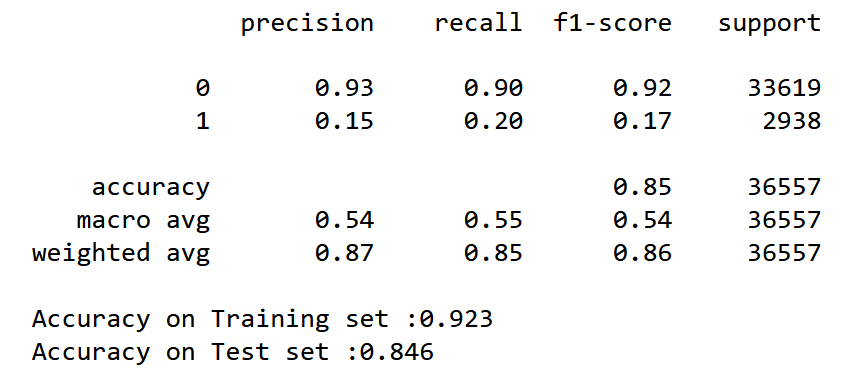 precision recall f1-score support
0 0.93 0.90 0.92 33619
1 0.15 0.20 0.17 2938
accuracy 0.85 36557
macro avg 0.54 0.55 0.54 36557
weighted avg 0.87 0.85 0.86 36557
Accuracy on Training set :0.923
Accuracy on Test set :0.846